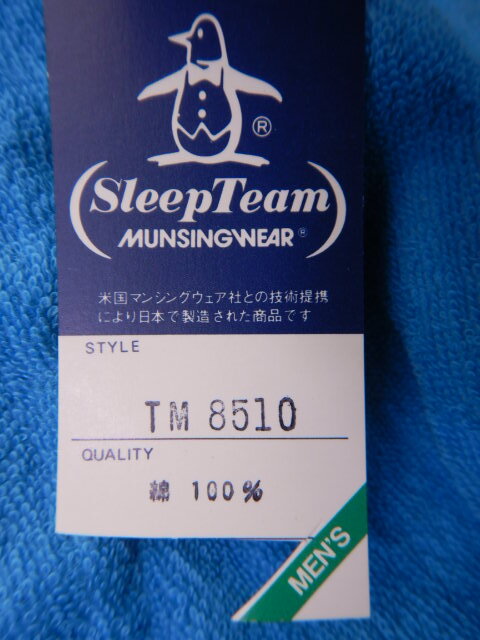 ®
SleepTeam
MUNSINGWEAR®
米国マンシングウェア社との技術提携
により日本で製造された商品です
STYLE
TM 8510
QUALITY
綿 100%
MEN'S